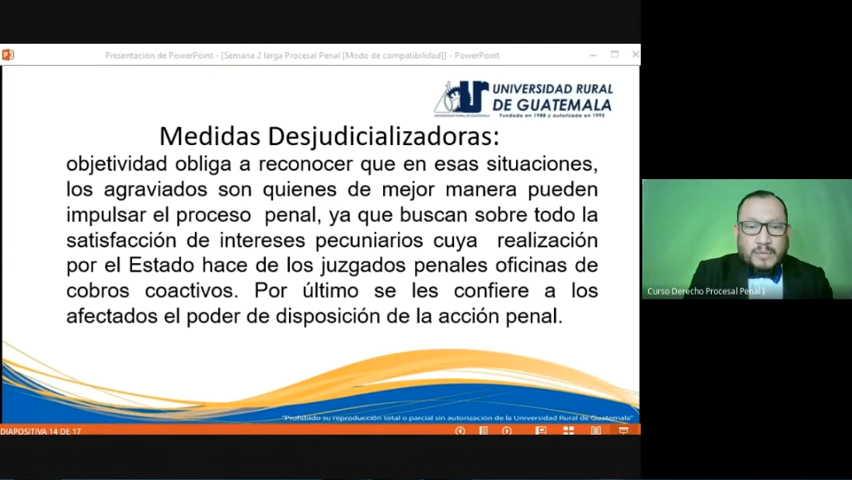 Presentación de PowerPoint - [Semana 2 larga Procesal Penal [Modo de compatibilidad]] - PowerPoint
UNIVERSIDAD RURAL
DE GUATEMALA
Fundada en 1988 y autorizada en 1995
Medidas Desjudicializadoras:
objetividad obliga a reconocer que en esas situaciones,
los agraviados son quienes de mejor manera pueden
impulsar el proceso penal, ya que buscan sobre todo la
satisfacción de intereses pecuniarios cuya realización
por el Estado hace de los juzgados penales oficinas de
cobros coactivos. Por último se les confiere a los
afectados el poder de disposición de la acción penal.
"Prohibido su reproducción total o parcial sin autorización de la Universidad Rural de Guatemala"
DIAPOSITIVA 14 DE 17
Curso Derecho Procesal Penal I